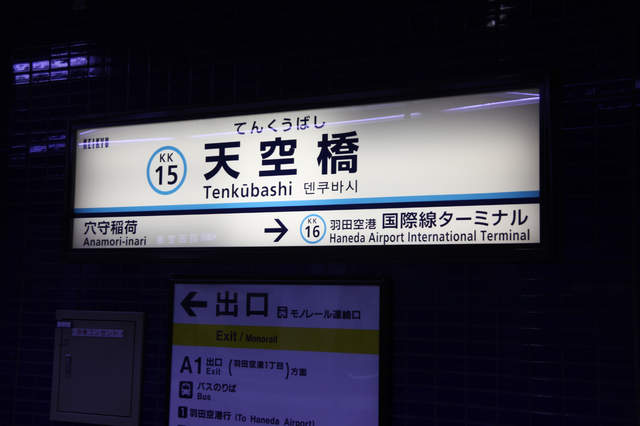 KEIKYU
てんくうばし
KK
15
天空橋
Tenkūbashi 덴쿠바시
穴守稲荷
Anamori-inari
→
KK
16
羽田空港 国際線ターミナル
Haneda Airport International Terminal
← 出口 モノレール連絡口
Exit / Monorail
A1 出口 (羽田空港1丁目) 方面
Exit
バスのりば
Bus
1 羽田空港行 (To Haneda Airport)